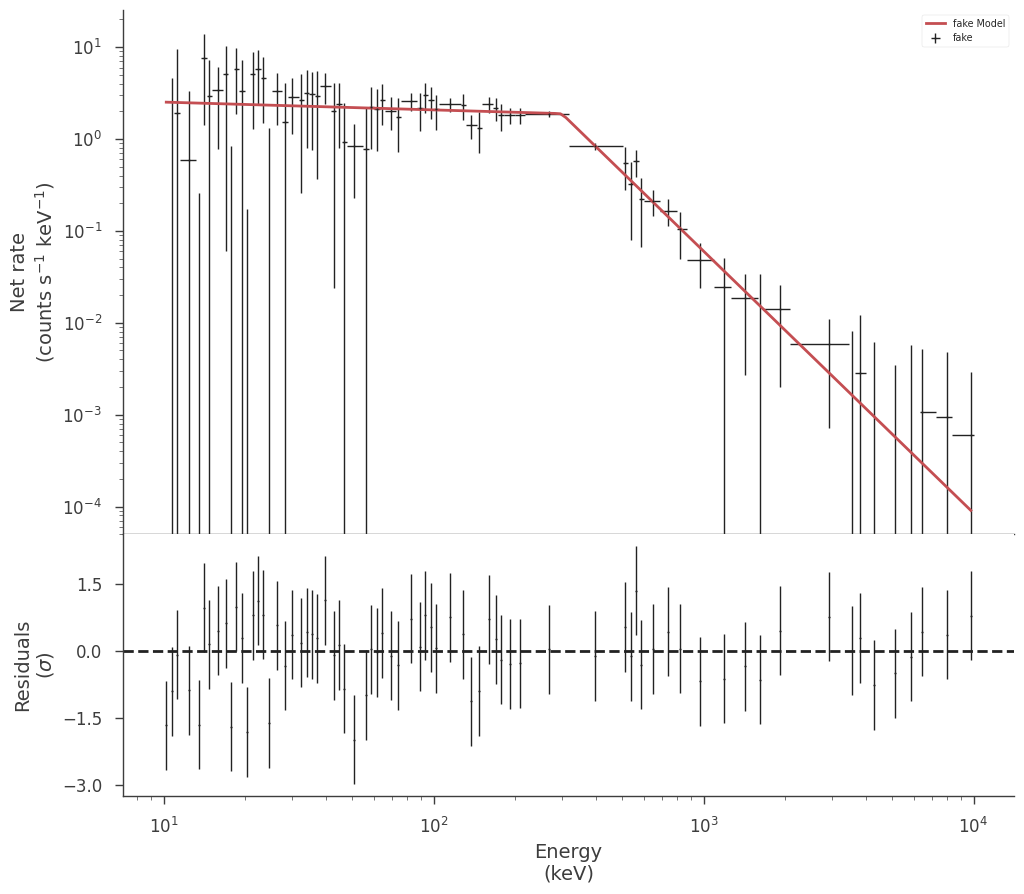 fake Model
fake
10¹
10⁰
10⁻¹
10⁻²
10⁻³
10⁻⁴
Net rate
(counts s⁻¹ keV⁻¹)
1.5
0.0
−1.5
−3.0
Residuals
(σ)
10¹
10²
10³
10⁴
Energy
(keV)